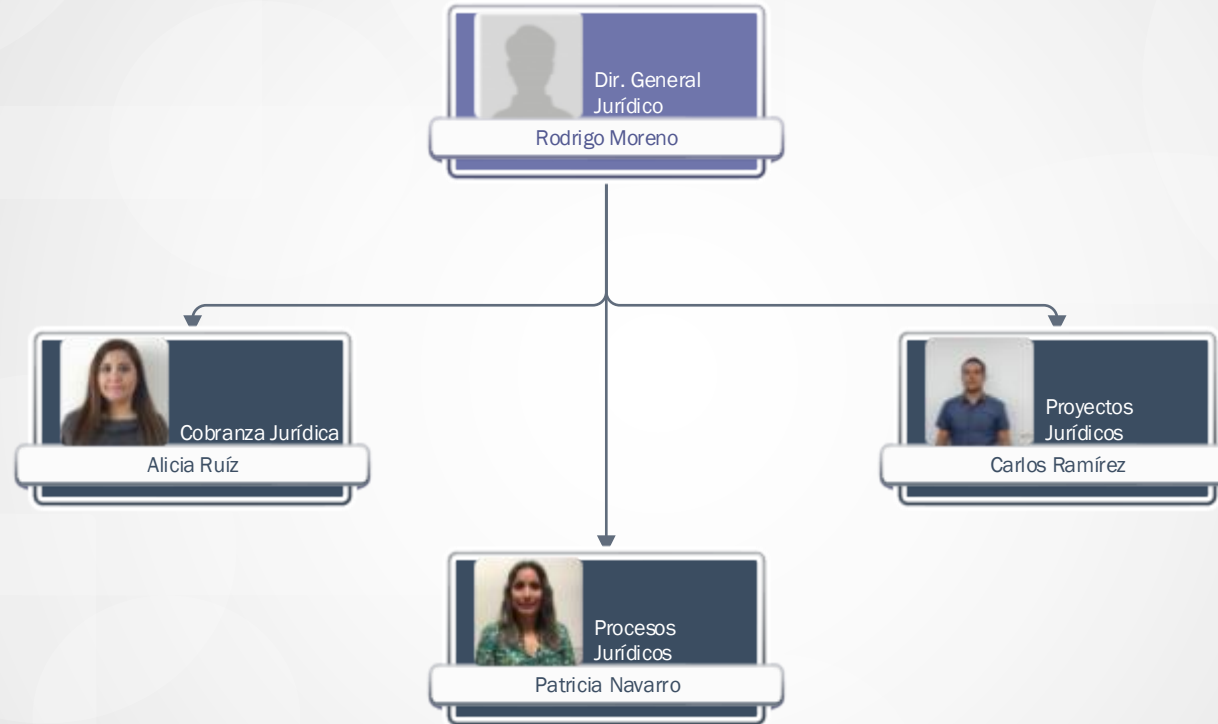 Dir. General
Jurídico
Rodrigo Moreno
Cobranza Jurídica
Alicia Ruíz
Proyectos
Jurídicos
Carlos Ramírez
Procesos
Jurídicos
Patricia Navarro